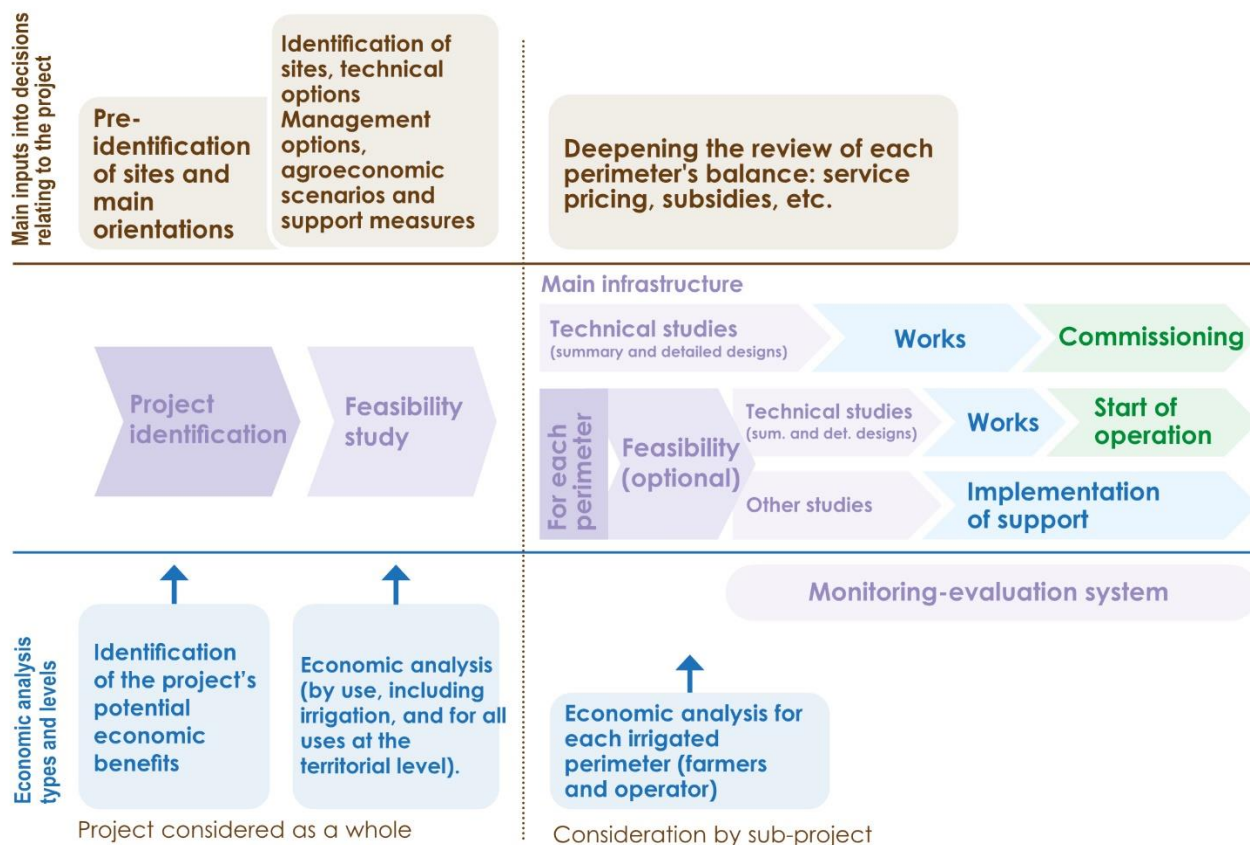 Main inputs into decisions
relating to the project
Pre-
identification
of sites and
main
orientations
Identification of
sites, technical
options
Management
options,
agroeconomic
scenarios and
support measures
Deepening the review of each
perimeter's balance: service
pricing, subsidies, etc.
Project
identification
Feasibility
study
Main infrastructure
Technical studies
(summary and detailed designs)
Works
Commissioning
For each
perimeter
Feasibility
(optional)
Technical studies
(sum. and det. designs)
Works
Start of
operation
Other studies
Implementation
of support
Monitoring-evaluation system
Economic analysis
types and levels
Identification
of the project's
potential
economic
benefits
Economic analysis
(by use, including
irrigation, and for all
uses at the
territorial level).
Economic analysis for
each irrigated
perimeter (farmers
and operator)
Project considered as a whole
Consideration by sub-project